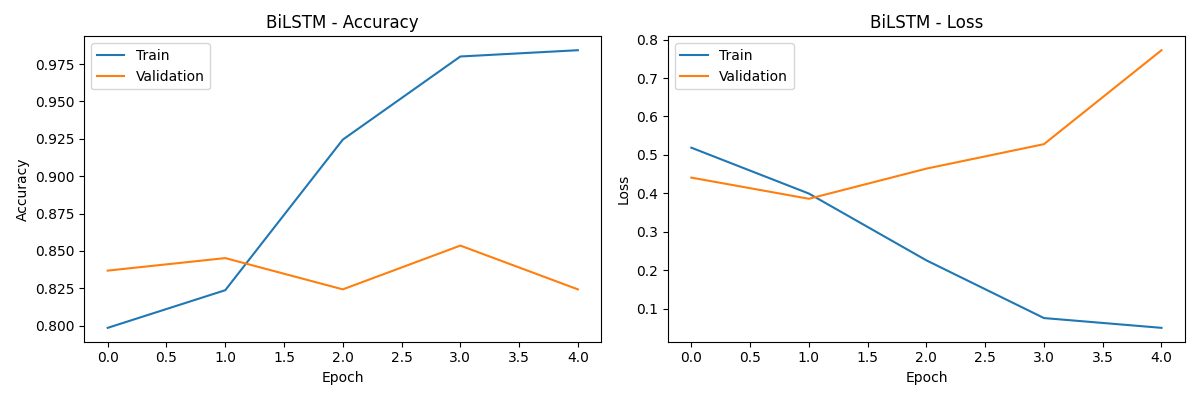 BiLSTM - Accuracy
Train
Validation
0.975
0.950
0.925
0.900
0.875
0.850
0.825
0.800
Accuracy
0.0 0.5 1.0 1.5 2.0 2.5 3.0 3.5 4.0
Epoch
BiLSTM - Loss
Train
Validation
0.8
0.7
0.6
0.5
0.4
0.3
0.2
0.1
Loss
0.0 0.5 1.0 1.5 2.0 2.5 3.0 3.5 4.0
Epoch